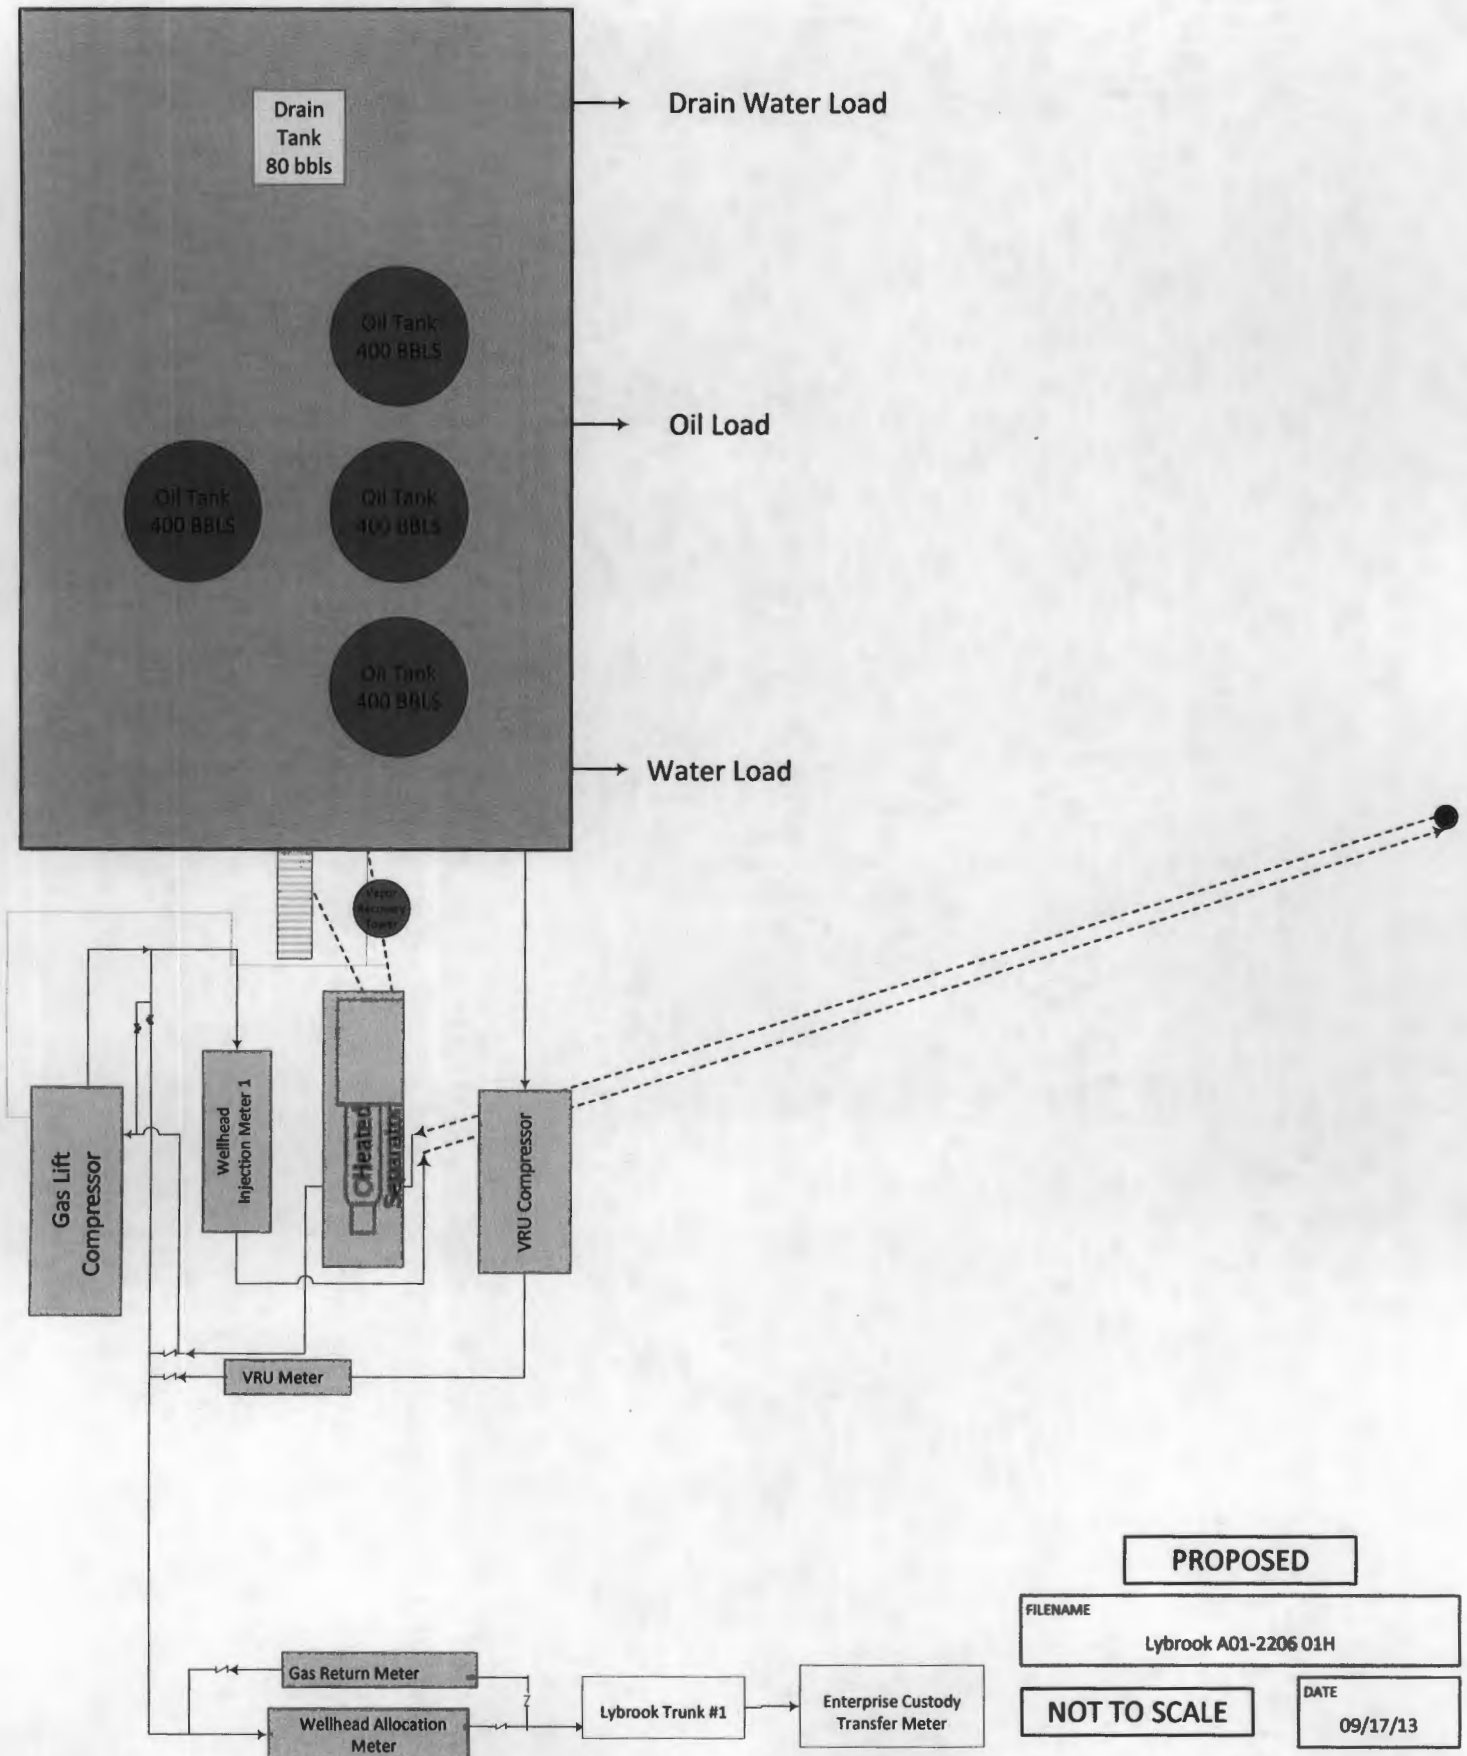 Drain
Tank
80 bbls
Drain Water Load
Oil Tank
400 BBLS
Oil Load
Oil Tank
400 BBLS
Oil Tank
400 BBLS
Oil Tank
400 BBLS
Water Load
Vapor
Recovery
Tower
Gas Lift
Compressor
Wellhead
Injection Meter 1
Heated
Separator
VRU Compressor
VRU Meter
Gas Return Meter
Wellhead Allocation
Meter
Lybrook Trunk #1
Enterprise Custody
Transfer Meter
PROPOSED
FILENAME
Lybrook A01-2206 01H
NOT TO SCALE
DATE
09/17/13